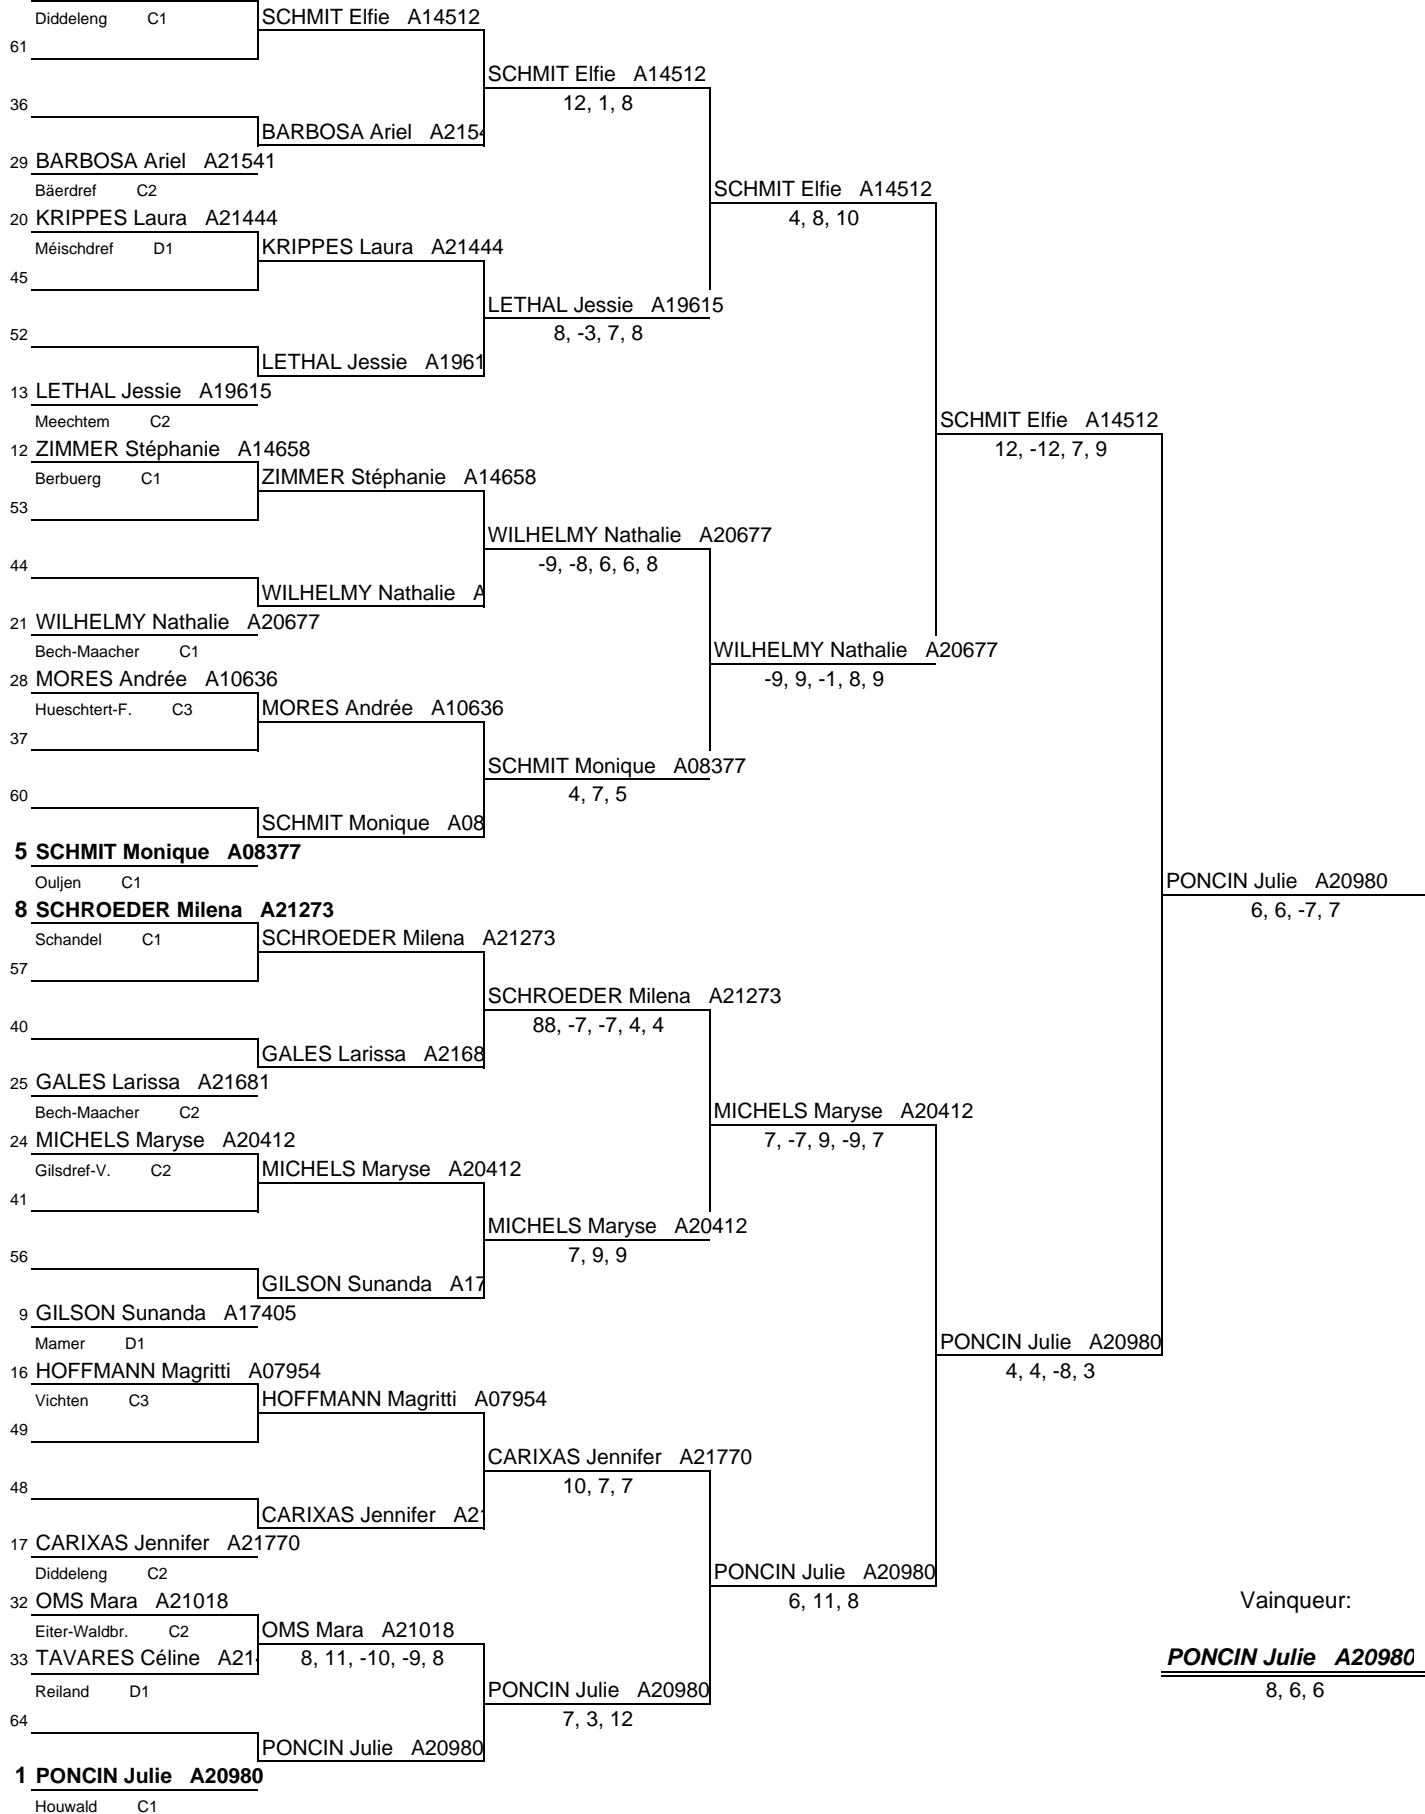 Diddeleng C1 SCHMIT Elfie A14512
61
SCHMIT Elfie A14512
36 12, 1, 8
BARBOSA Ariel
29 BARBOSA Ariel A21541
Bäerdref C2 SCHMIT Elfie A14512
20 KRIPPES Laura A21444 4, 8, 10
Méischdref D1 KRIPPES Laura A21444
45
LETHAL Jessie A19615
52 8, -3, 7, 8
LETHAL Jessie
13 LETHAL Jessie A19615
Meechtem C2 SCHMIT Elfie A14512
12 ZIMMER Stéphanie A14658 12, -12, 7, 9
Berbuerg C1 ZIMMER Stéphanie A14658
53
WILHELMY Nathalie A20677
44 -9, -8, 6, 6, 8
WILHELMY Nathalie
21 WILHELMY Nathalie A20677
Bech-Maacher C1 WILHELMY Nathalie A20677
28 MORES Andrée A10636 -9, 9, -1, 8, 9
Hueschtert-F. C3 MORES Andrée A10636
37
SCHMIT Monique A08377
60 4, 7, 5
SCHMIT Monique A08
5 SCHMIT Monique A08377
Ouljen C1 PONCIN Julie A20980
8 SCHROEDER Milena A21273 6, 6, -7, 7
Schandel C1 SCHROEDER Milena A21273
57
SCHROEDER Milena A21273
40 88, -7, -7, 4, 4
GALES Larissa A2168
25 GALES Larissa A21681
Bech-Maacher C2 MICHELS Maryse A20412
24 MICHELS Maryse A20412 7, -7, 9, -9, 7
Gilsdref-V. C2 MICHELS Maryse A20412
41
MICHELS Maryse A20412
56 7, 9, 9
GILSON Sunanda A17
9 GILSON Sunanda A17405
Mamer D1 PONCIN Julie A20980
16 HOFFMANN Magritti A07954 4, 4, -8, 3
Vichten C3 HOFFMANN Magritti A07954
49
CARIXAS Jennifer A21770
48 10, 7, 7
CARIXAS Jennifer
17 CARIXAS Jennifer A21770
Diddeleng C2 PONCIN Julie A20980
32 OMS Mara A21018 6, 11, 8 Vainqueur:
Eiter-Waldbr. C2 OMS Mara A21018
33 TAVARES Céline 8, 11, -10, -9, 8 PONCIN Julie A20980
Reiland D1 PONCIN Julie A20980 8, 6, 6
64 7, 3, 12
PONCIN Julie A20980
1 PONCIN Julie A20980
Houwald C1